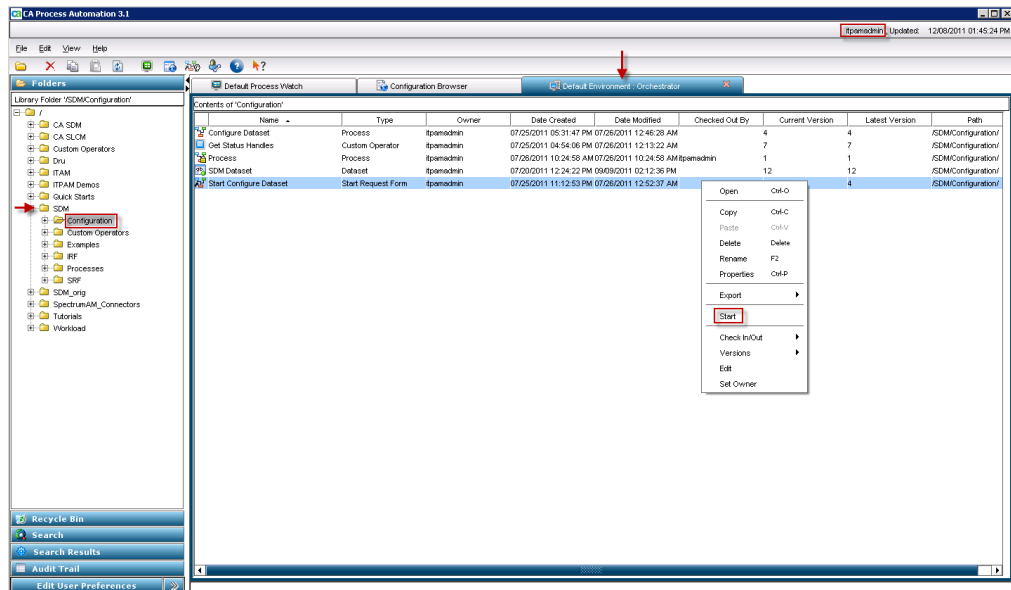 CA Process Automation 3.1
itpamadmin Updated: 12/08/2011 01:45:24 PM
File Edit View Help
Folders
Library Folder '/SDM/Configuration/'
/
CA SDM
CA SLCM
Custom Operators
Dru
ITAM
ITPAM Demos
Quick Starts
SDM
Configuration
Custom Operators
Examples
IRF
Processes
SRF
SDM_orig
SpectrumAM_Connectors
Tutorials
Workload
Recycle Bin
Search
Search Results
Audit Trail
Edit User Preferences
Default Process Watch Configuration Browser Default Environment : Orchestrator
Contents of 'Configuration'
Name Type Owner Date Created Date Modified Checked Out By Current Version Latest Version Path
Configure Dataset Process itpamadmin 07/25/2011 05:31:47 PM 07/26/2011 12:46:28 AM 4 4 /SDM/Configuration/
Get Status Handles Custom Operator itpamadmin 07/25/2011 04:54:06 PM 07/26/2011 12:13:22 AM 7 7 /SDM/Configuration/
Process Process itpamadmin 07/26/2011 10:24:58 AM 07/26/2011 10:24:58 AM itpamadmin 1 1 /SDM/Configuration/
SDM Dataset Dataset itpamadmin 07/20/2011 12:24:22 PM 09/09/2011 02:12:36 PM 12 12 /SDM/Configuration/
Start Configure Dataset Start Request Form itpamadmin 07/25/2011 11:12:53 PM 07/26/2011 12:52:37 AM 4 /SDM/Configuration/
Open Ctrl-O
Copy Ctrl-C
Paste Ctrl-V
Delete Delete
Rename F2
Properties Ctrl-P
Export
Start
Check In/Out
Versions
Edit
Set Owner